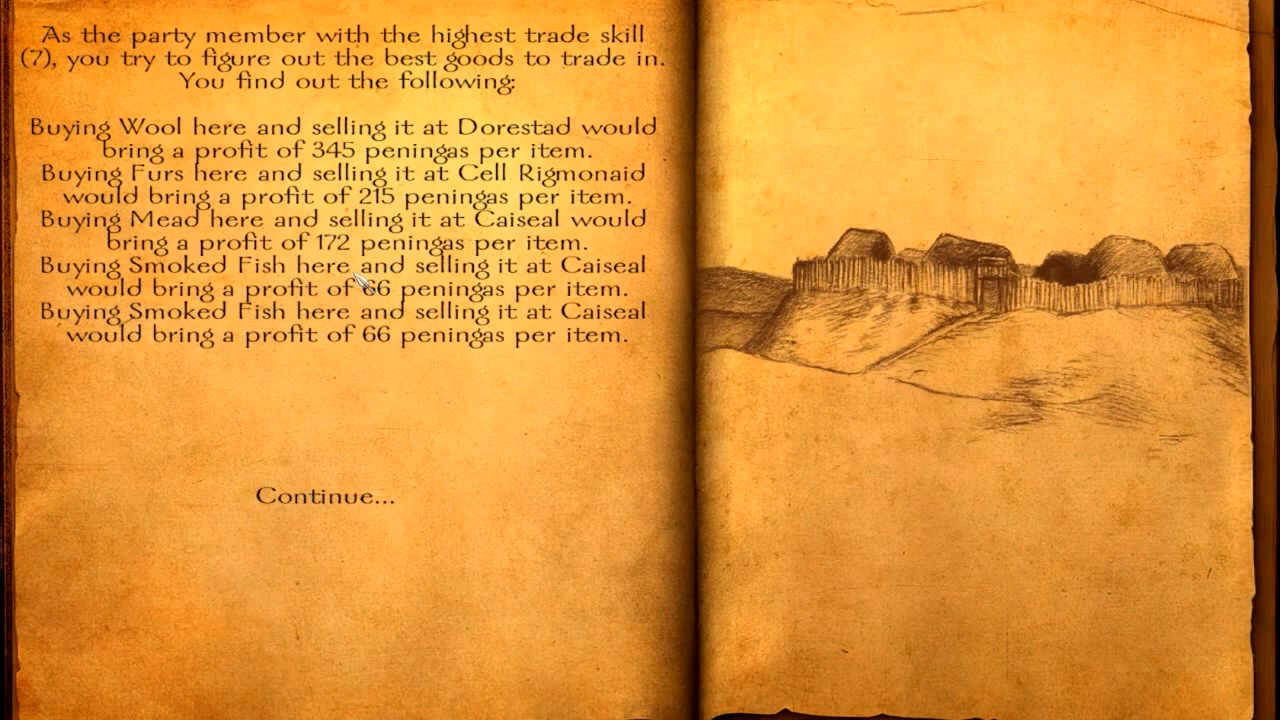 As the party member with the highest trade skill
(7), you try to figure out the best goods to trade in.
You find out the following:
Buying Wool here and selling it at Dorestad would
bring a profit of 345 peningas per item.
Buying Furs here and selling it at Cell Rigmonaid
would bring a profit of 215 peningas per item.
Buying Mead here and selling it at Caiseal would
bring a profit of 172 peningas per item.
Buying Smoked Fish here and selling it at Caiseal
would bring a profit of 66 peningas per item.
Buying Smoked Fish here and selling it at Caiseal
would bring a profit of 66 peningas per item.
Continue...